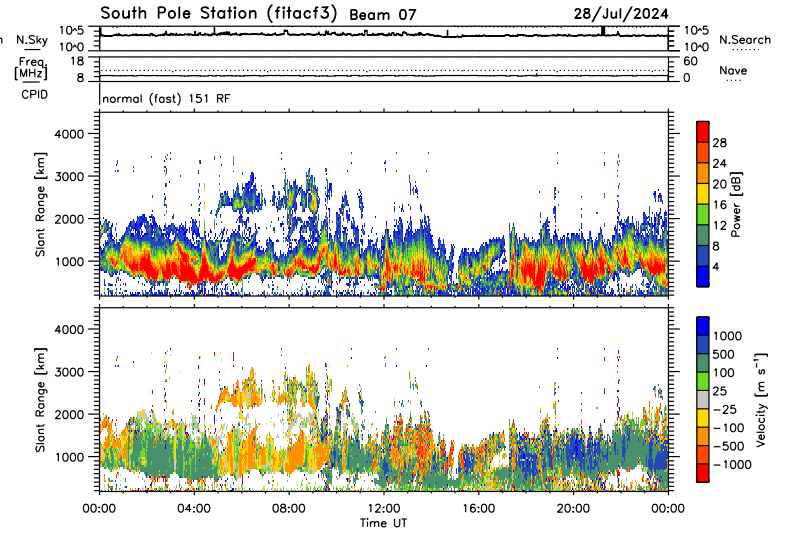 South Pole Station (fitacf3) Beam 07 28/Jul/2024
N.Sky 10^5 10^0 10^5 10^0 N.Search
Freq. [MHz] 18 8 60 0 Nave
CPID normal (fast) 151 RF
Slant Range [km] 4000 3000 2000 1000
28 24 20 16 12 8 4 Power [dB]
Slant Range [km] 4000 3000 2000 1000
1000 500 100 25 -25 -100 -500 -1000 Velocity [m s⁻¹]
00:00 04:00 08:00 12:00 16:00 20:00 00:00
Time UT